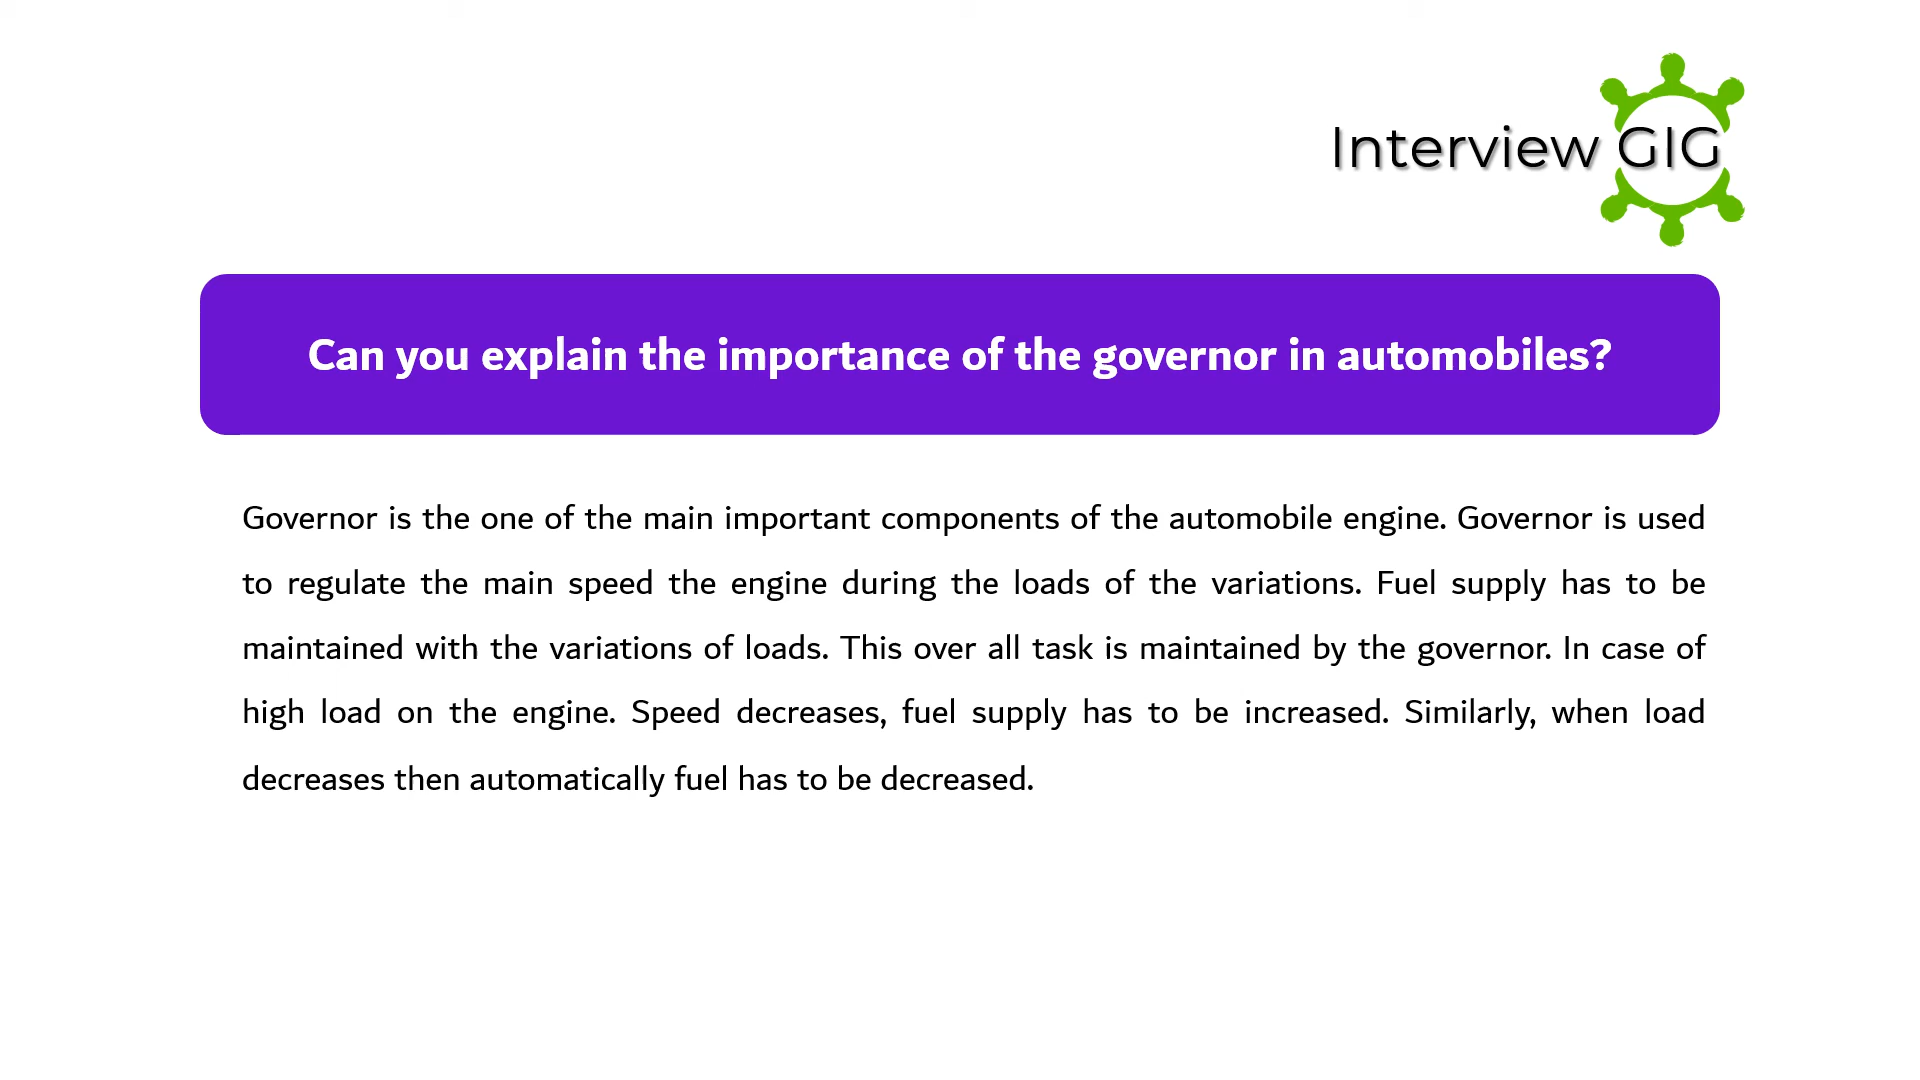 Interview GIG
Can you explain the importance of the governor in automobiles?
Governor is the one of the main important components of the automobile engine. Governor is used
to regulate the main speed the engine during the loads of the variations. Fuel supply has to be
maintained with the variations of loads. This over all task is maintained by the governor. In case of
high load on the engine. Speed decreases, fuel supply has to be increased. Similarly, when load
decreases then automatically fuel has to be decreased.